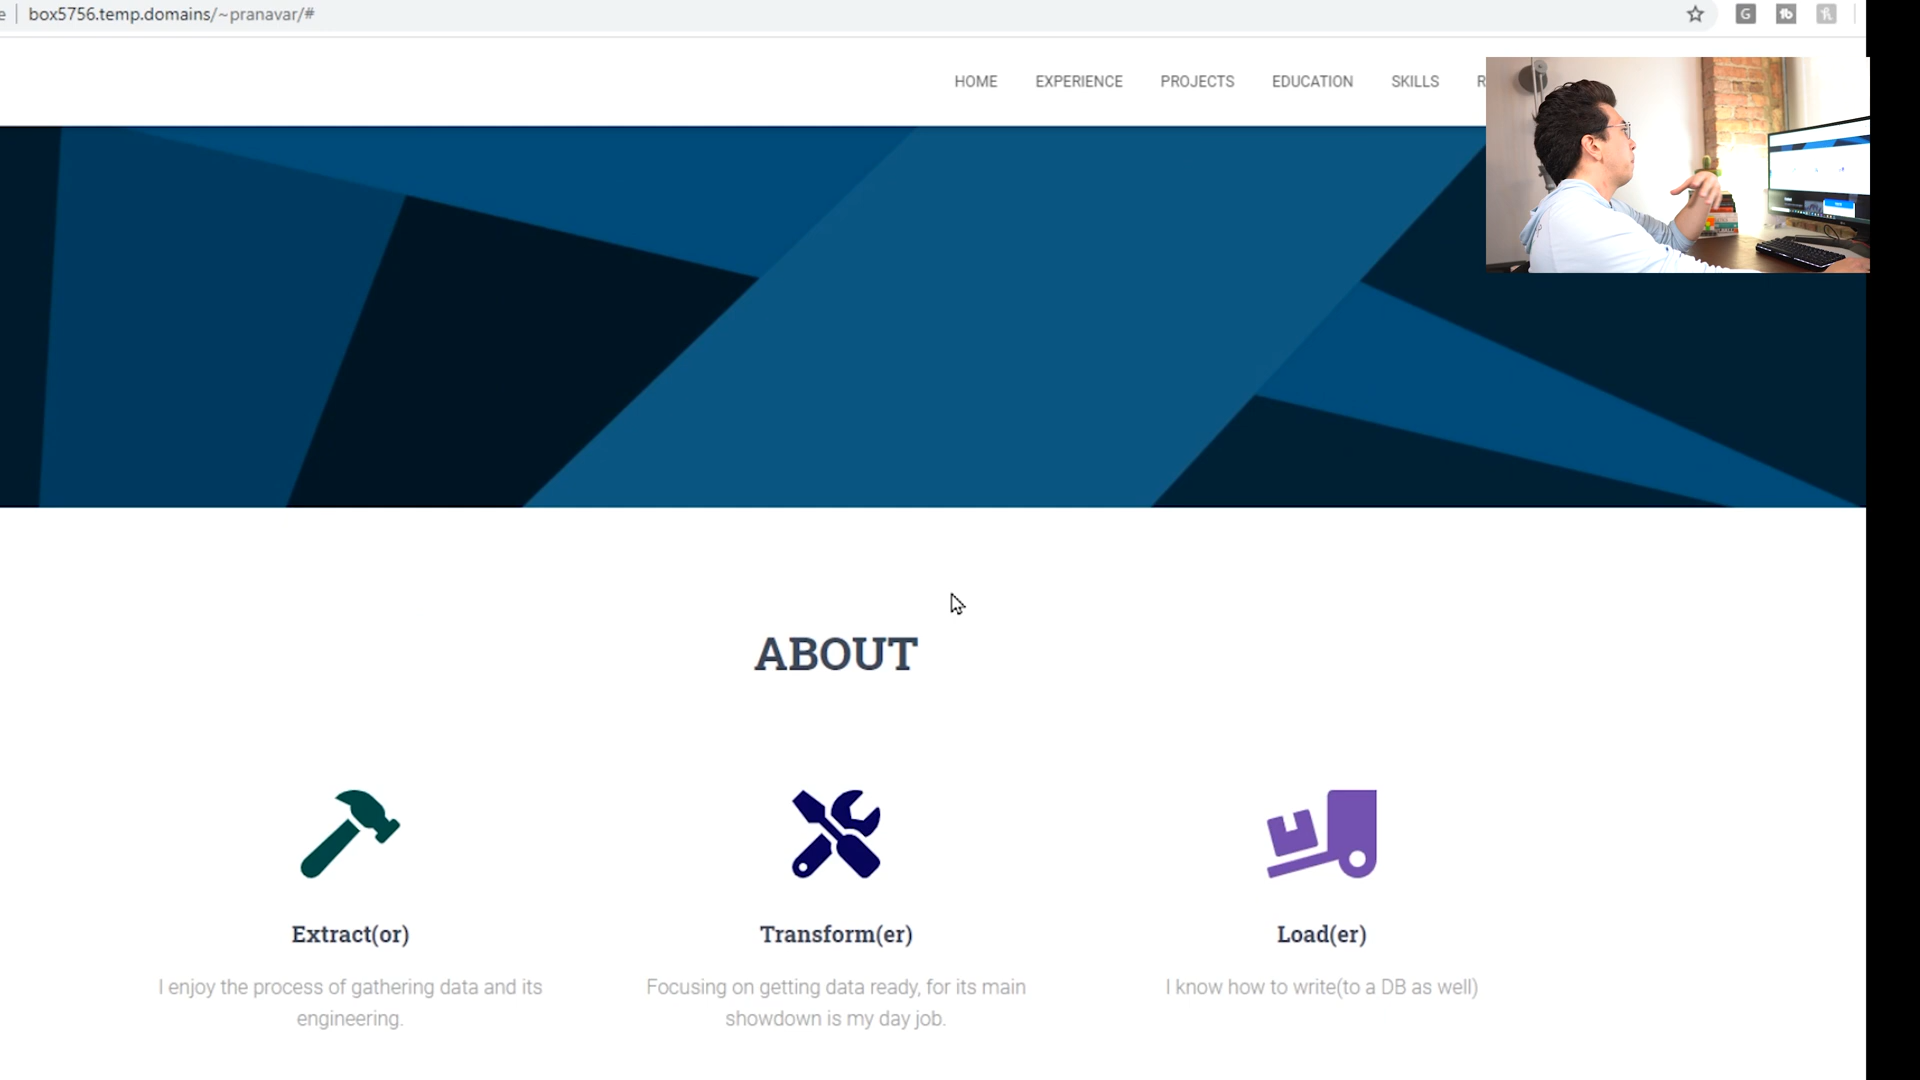 box5756.temp.domains/~pranavar/#
HOME EXPERIENCE PROJECTS EDUCATION SKILLS R
ABOUT
Extract(or)
Transform(er)
Load(er)
I enjoy the process of gathering data and its
engineering.
Focusing on getting data ready, for its main
showdown is my day job.
I know how to write(to a DB as well)